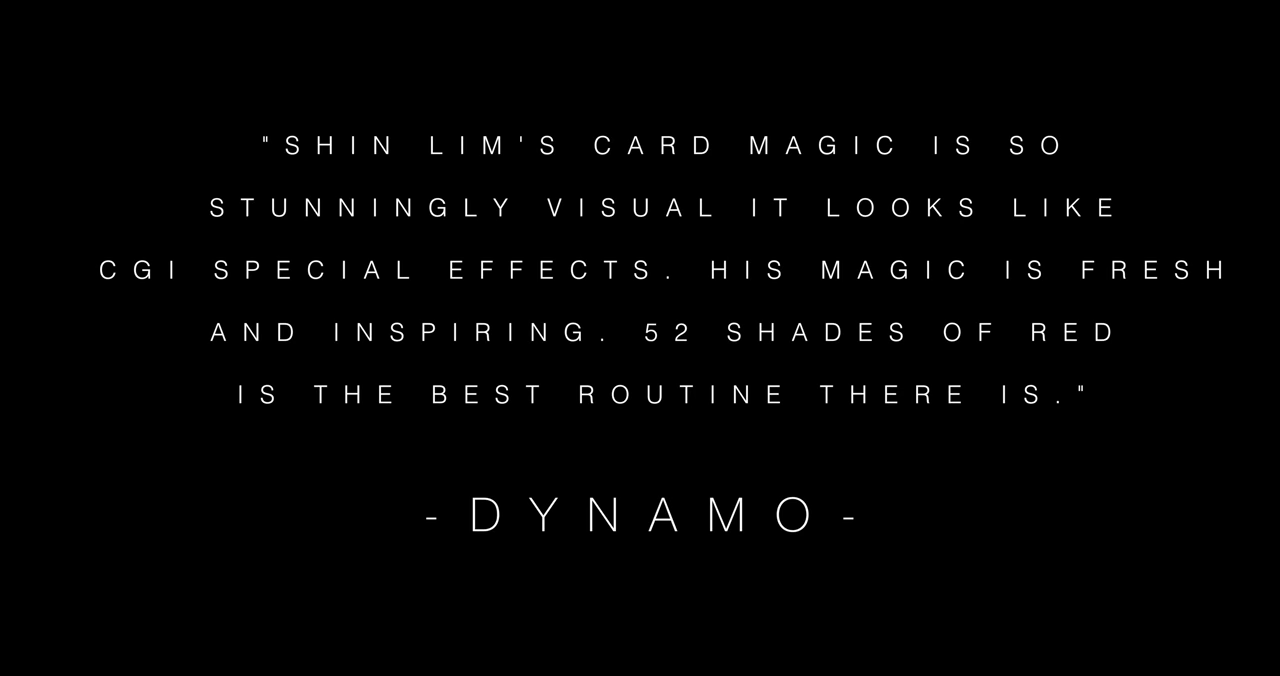 "SHIN LIM'S CARD MAGIC IS SO
STUNNINGLY VISUAL IT LOOKS LIKE
CGI SPECIAL EFFECTS. HIS MAGIC IS FRESH
AND INSPIRING. 52 SHADES OF RED
IS THE BEST ROUTINE THERE IS."
-DYNAMO-